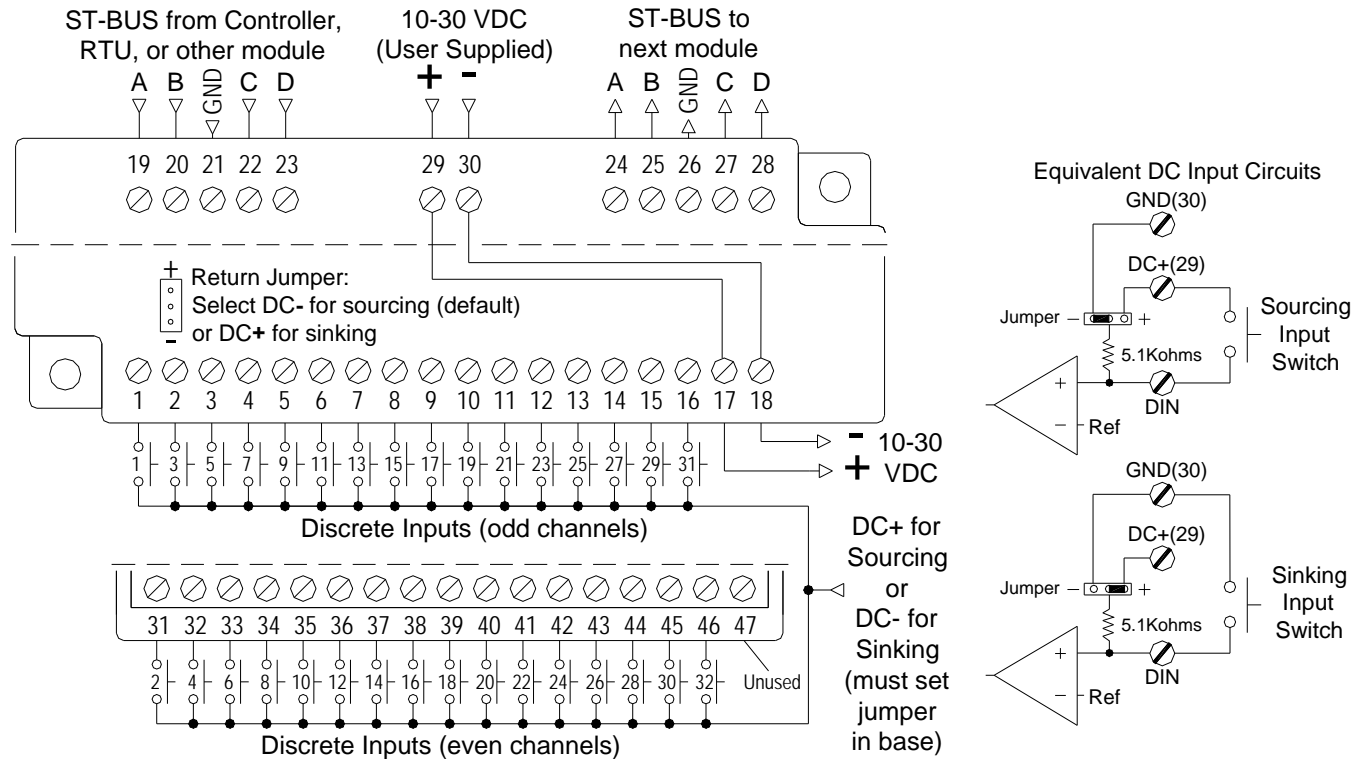 ST-BUS from Controller,
RTU, or other module
10-30 VDC
(User Supplied)
ST-BUS to
next module
A B GND C D
+ -
A B GND C D
19 20 21 22 23
29 30
24 25 26 27 28
+
Return Jumper:
Select DC- for sourcing (default)
or DC+ for sinking
-
1 2 3 4 5 6 7 8 9 10 11 12 13 14 15 16 17 18
1 3 5 7 9 11 13 15 17 19 21 23 25 27 29 31
- 10-30
+ VDC
Discrete Inputs (odd channels)
DC+ for
Sourcing
or
DC- for
Sinking
(must set
jumper
in base)
31 32 33 34 35 36 37 38 39 40 41 42 43 44 45 46 47
2 4 6 8 10 12 14 16 18 20 22 24 26 28 30 32
Unused
Discrete Inputs (even channels)
Equivalent DC Input Circuits
GND(30)
DC+(29)
Jumper - +
Sourcing
Input
Switch
5.1Kohms
+
DIN
- Ref
GND(30)
DC+(29)
Jumper - +
Sinking
Input
Switch
5.1Kohms
+
DIN
- Ref